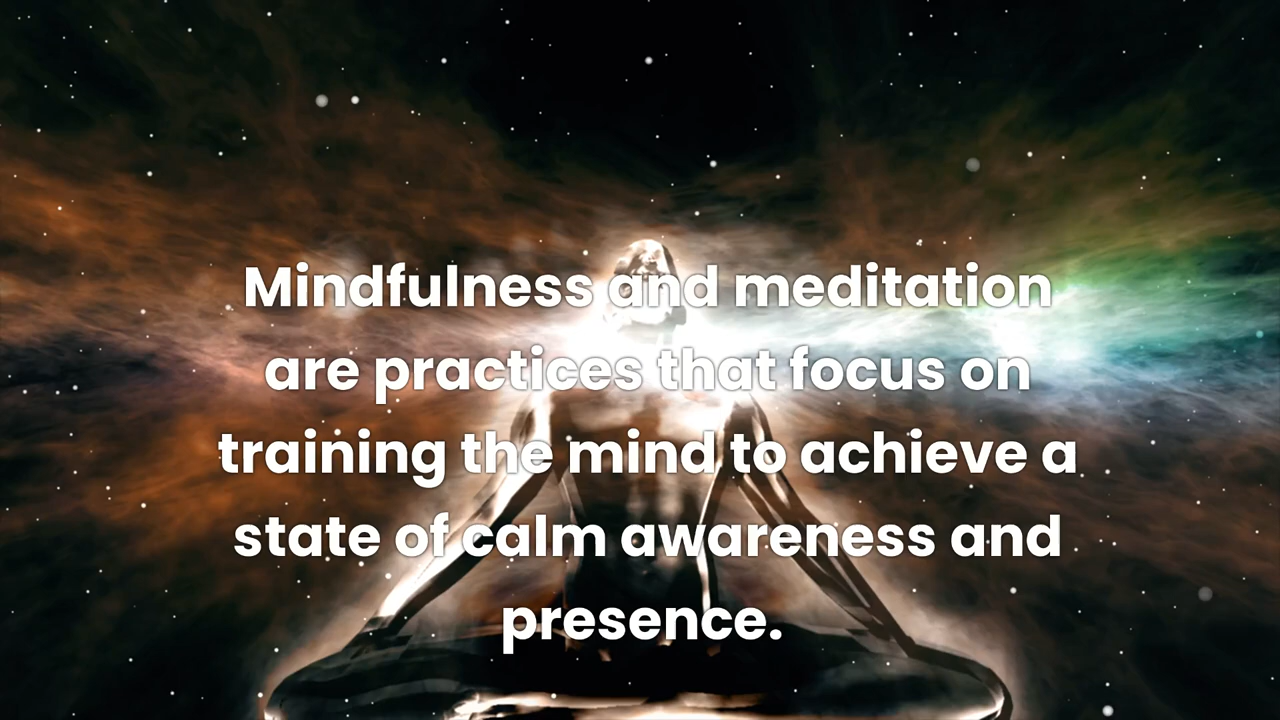 Mindfulness and meditation
are practices that focus on
training the mind to achieve a
state of calm awareness and
presence.